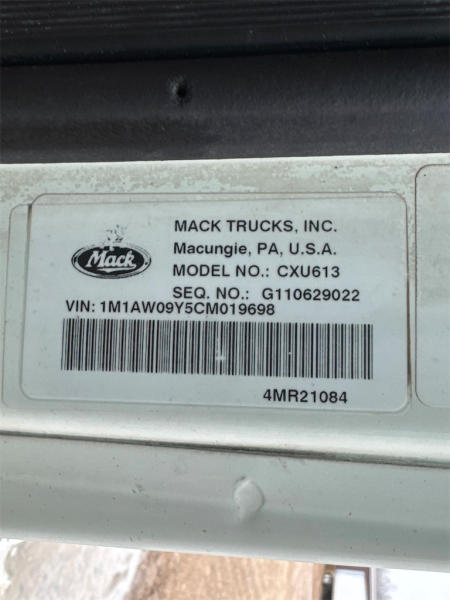 Mack
MACK TRUCKS, INC.
Macungie, PA, U.S.A.
MODEL NO.: CXU613
SEQ. NO.: G110629022
VIN: 1M1AW09Y5CM019698
4MR21084